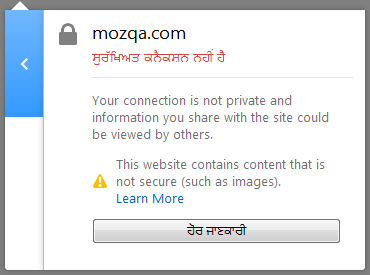 mozqa.com
ਸੁਰੱਖਿਅਤ ਕਨੈਕਸ਼ਨ ਨਹੀਂ ਹੈ
Your connection is not private and
information you share with the site could
be viewed by others.
This website contains content that is
not secure (such as images).
Learn More
ਹੋਰ ਜਾਣਕਾਰੀ